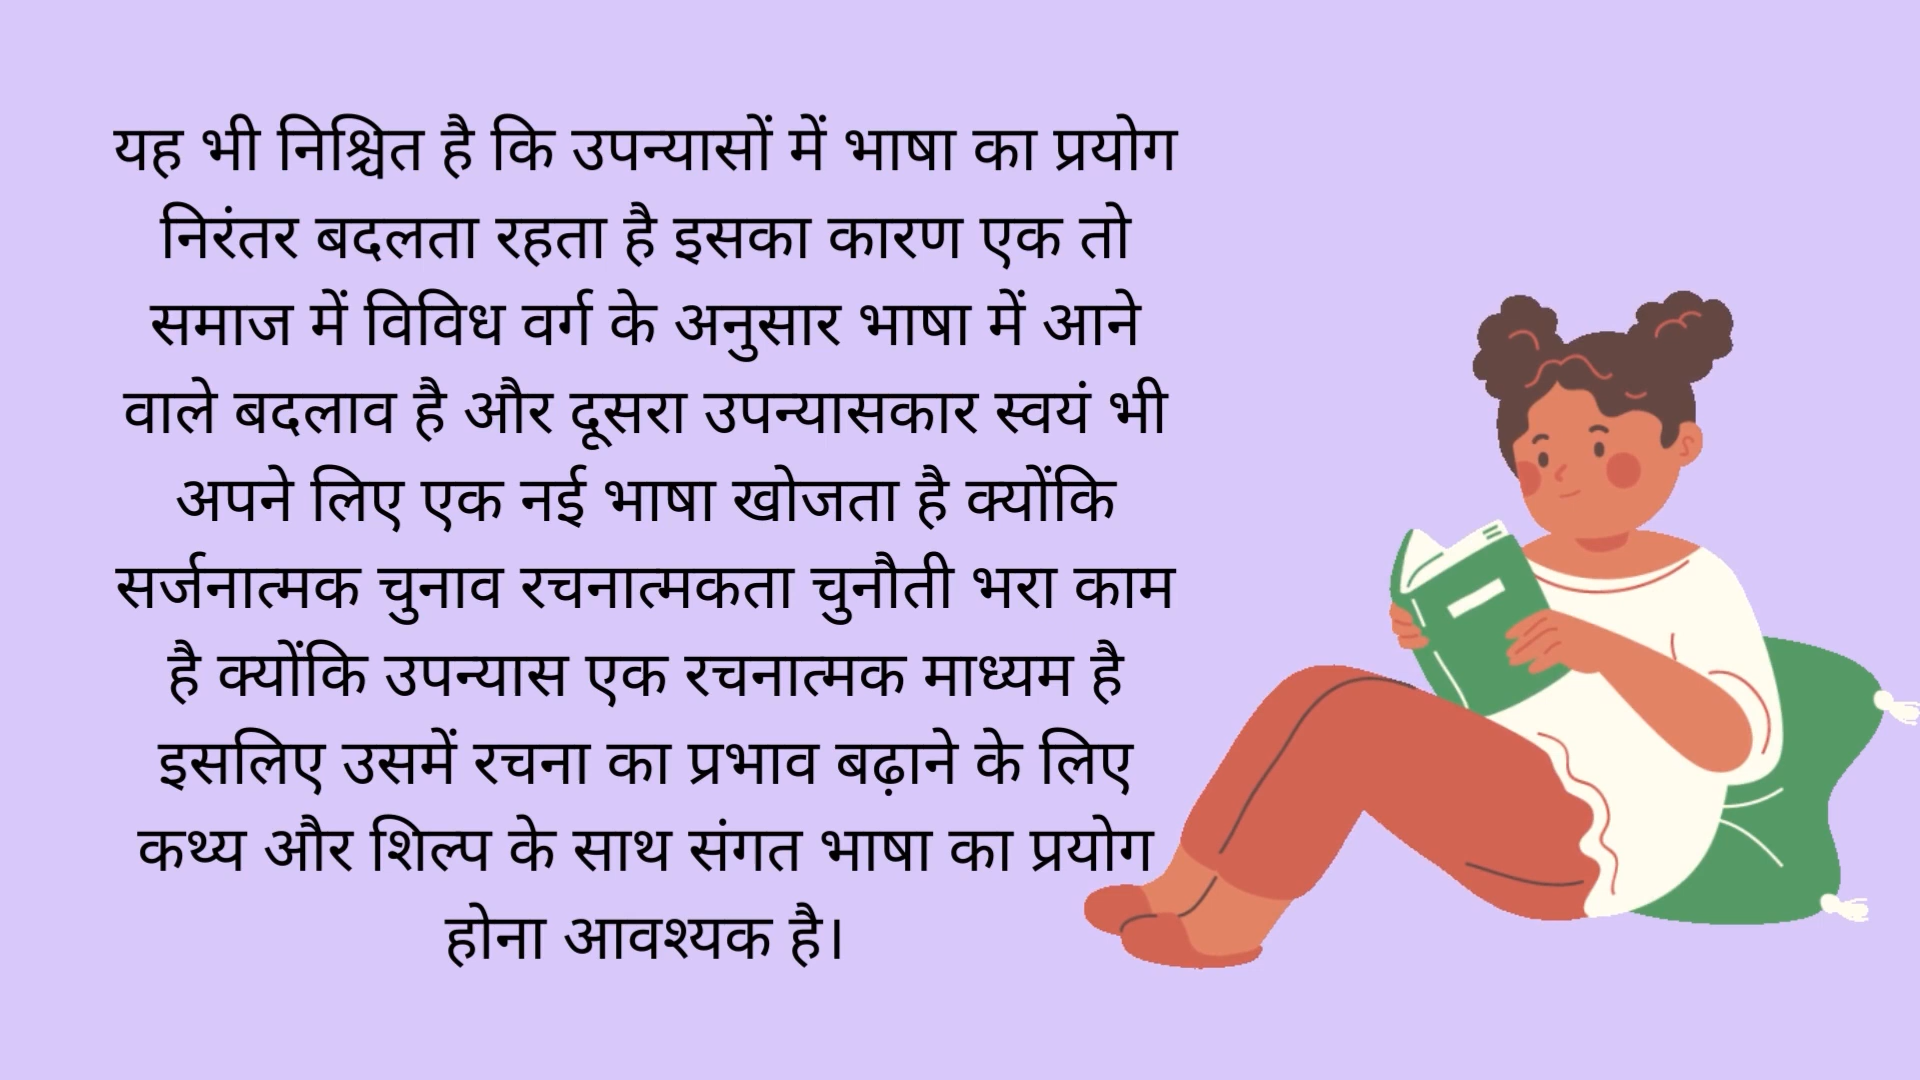 यह भी निश्चित है कि उपन्यासों में भाषा का प्रयोग
निरंतर बदलता रहता है इसका कारण एक तो
समाज में विविध वर्ग के अनुसार भाषा में आने
वाले बदलाव है और दूसरा उपन्यासकार स्वयं भी
अपने लिए एक नई भाषा खोजता है क्योंकि
सर्जनात्मक चुनाव रचनात्मकता चुनौती भरा काम
है क्योंकि उपन्यास एक रचनात्मक माध्यम है
इसलिए उसमें रचना का प्रभाव बढ़ाने के लिए
कथ्य और शिल्प के साथ संगत भाषा का प्रयोग
होना आवश्यक है।